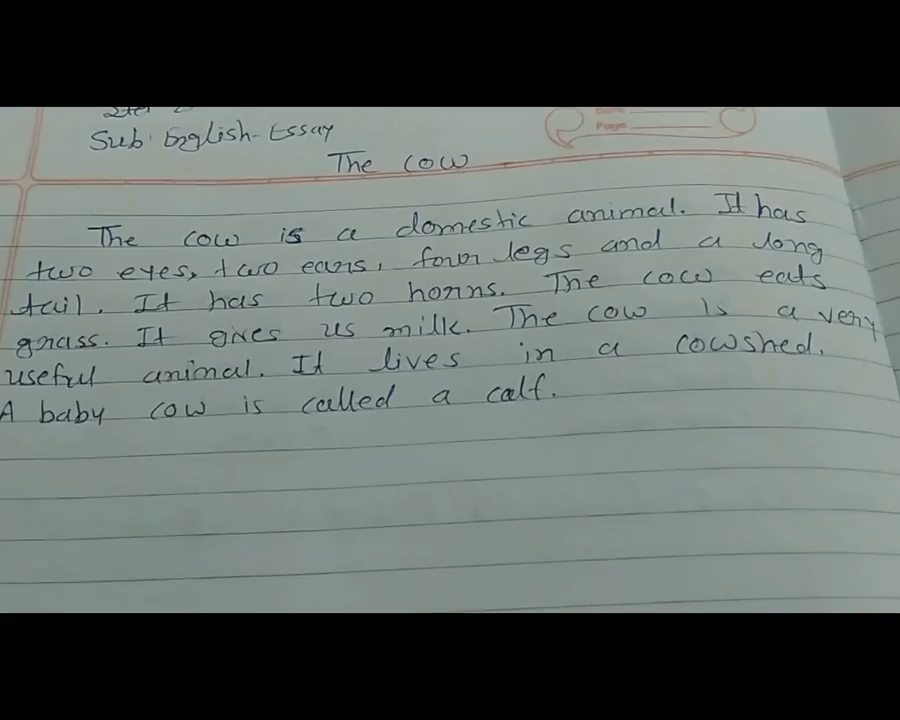 Sub: English-Essay
Page:
The cow
The cow is a domestic animal. It has
two eyes, two ears, four legs and a long
tail. It has two horns. The cow eats
grass. It gives us milk. The cow is a very
useful animal. It lives in a cowshed.
A baby cow is called a calf.